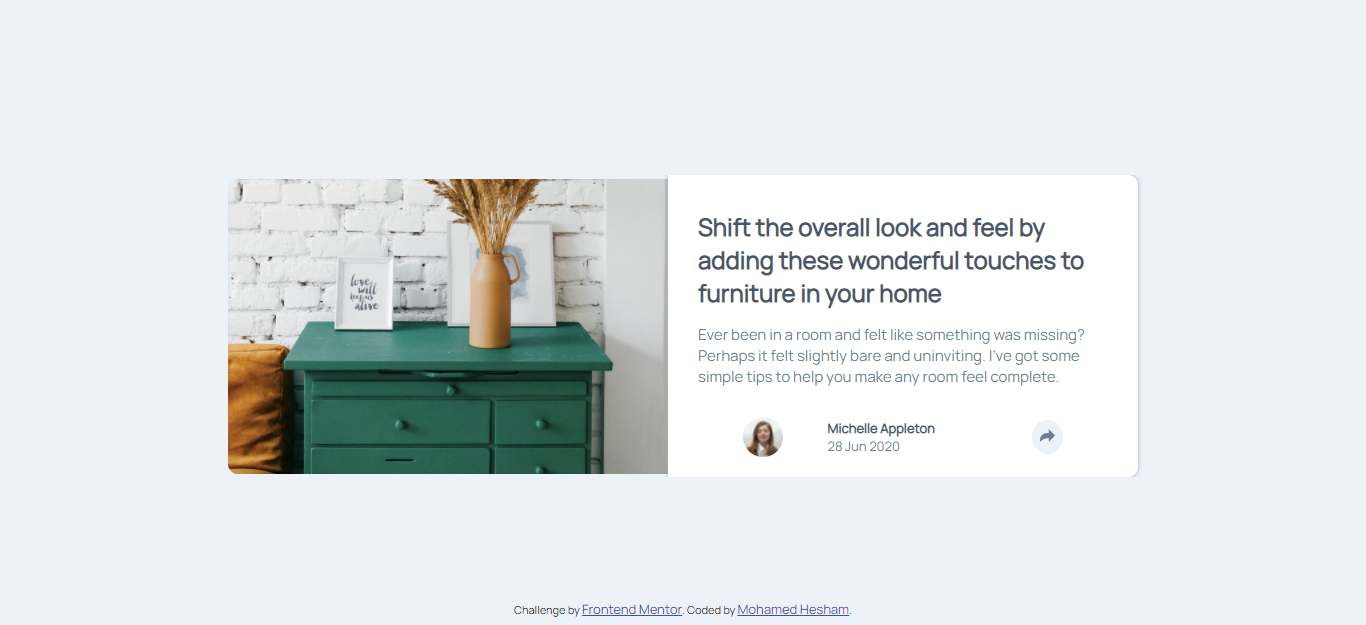 love
will
keep us
alive
Shift the overall look and feel by
adding these wonderful touches to
furniture in your home
Ever been in a room and felt like something was missing?
Perhaps it felt slightly bare and uninviting. I've got some
simple tips to help you make any room feel complete.
Michelle Appleton
28 Jun 2020
Challenge by Frontend Mentor. Coded by Mohamed Hesham.